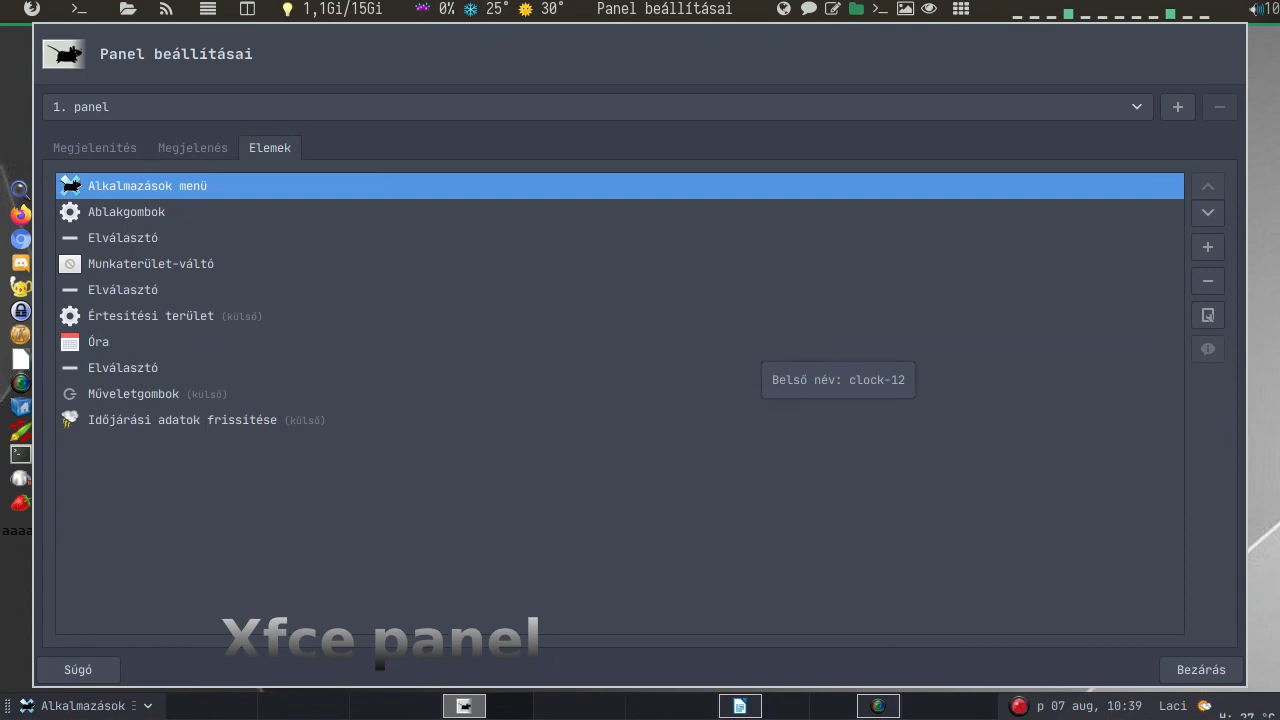 1,1Gi/15Gi 0% 25° 30° Panel beállításai 10
Panel beállításai
1. panel
Megjelenítés Megjelenés Elemek
Alkalmazások menü
Ablakgombok
Elválasztó
Munkaterület-váltó
Elválasztó
Értesítési terület (külső)
Óra
Elválasztó
Belső név: clock-12
Műveletgombok (külső)
Időjárási adatok frissítése (külső)
aaaa
Xfce panel
Súgó Bezárás
Alkalmazások p 07 aug, 10:39 Laci